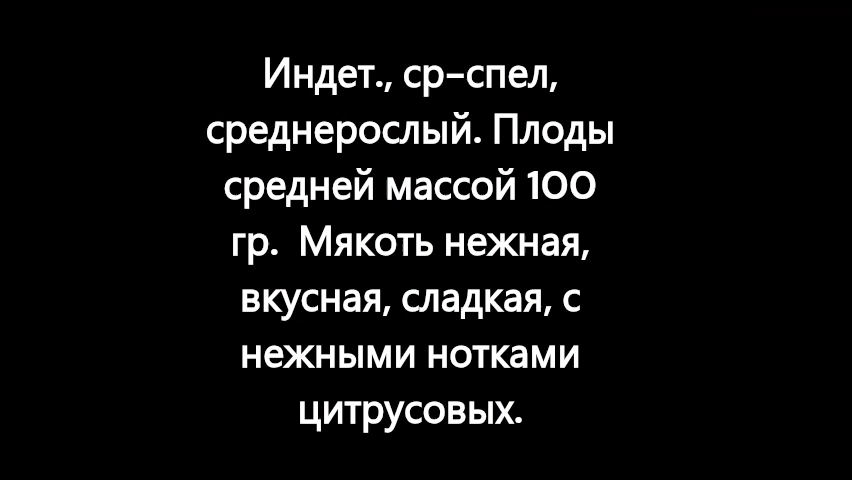 Индет., ср-спел,
среднерослый. Плоды
средней массой 100
гр.  Мякоть нежная,
вкусная, сладкая, с
нежными нотками
цитрусовых.